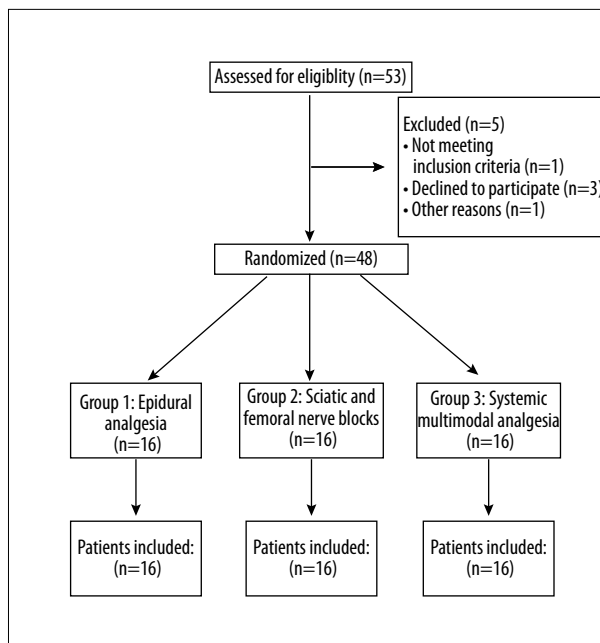 Assessed for eligiblity (n=53)
Excluded (n=5)
• Not meeting
inclusion criteria (n=1)
• Declined to participate (n=3)
• Other reasons (n=1)
Randomized (n=48)
Group 1: Epidural
analgesia
(n=16)
Group 2: Sciatic and
femoral nerve blocks
(n=16)
Group 3: Systemic
multimodal analgesia
(n=16)
Patients included:
(n=16)
Patients included:
(n=16)
Patients included:
(n=16)